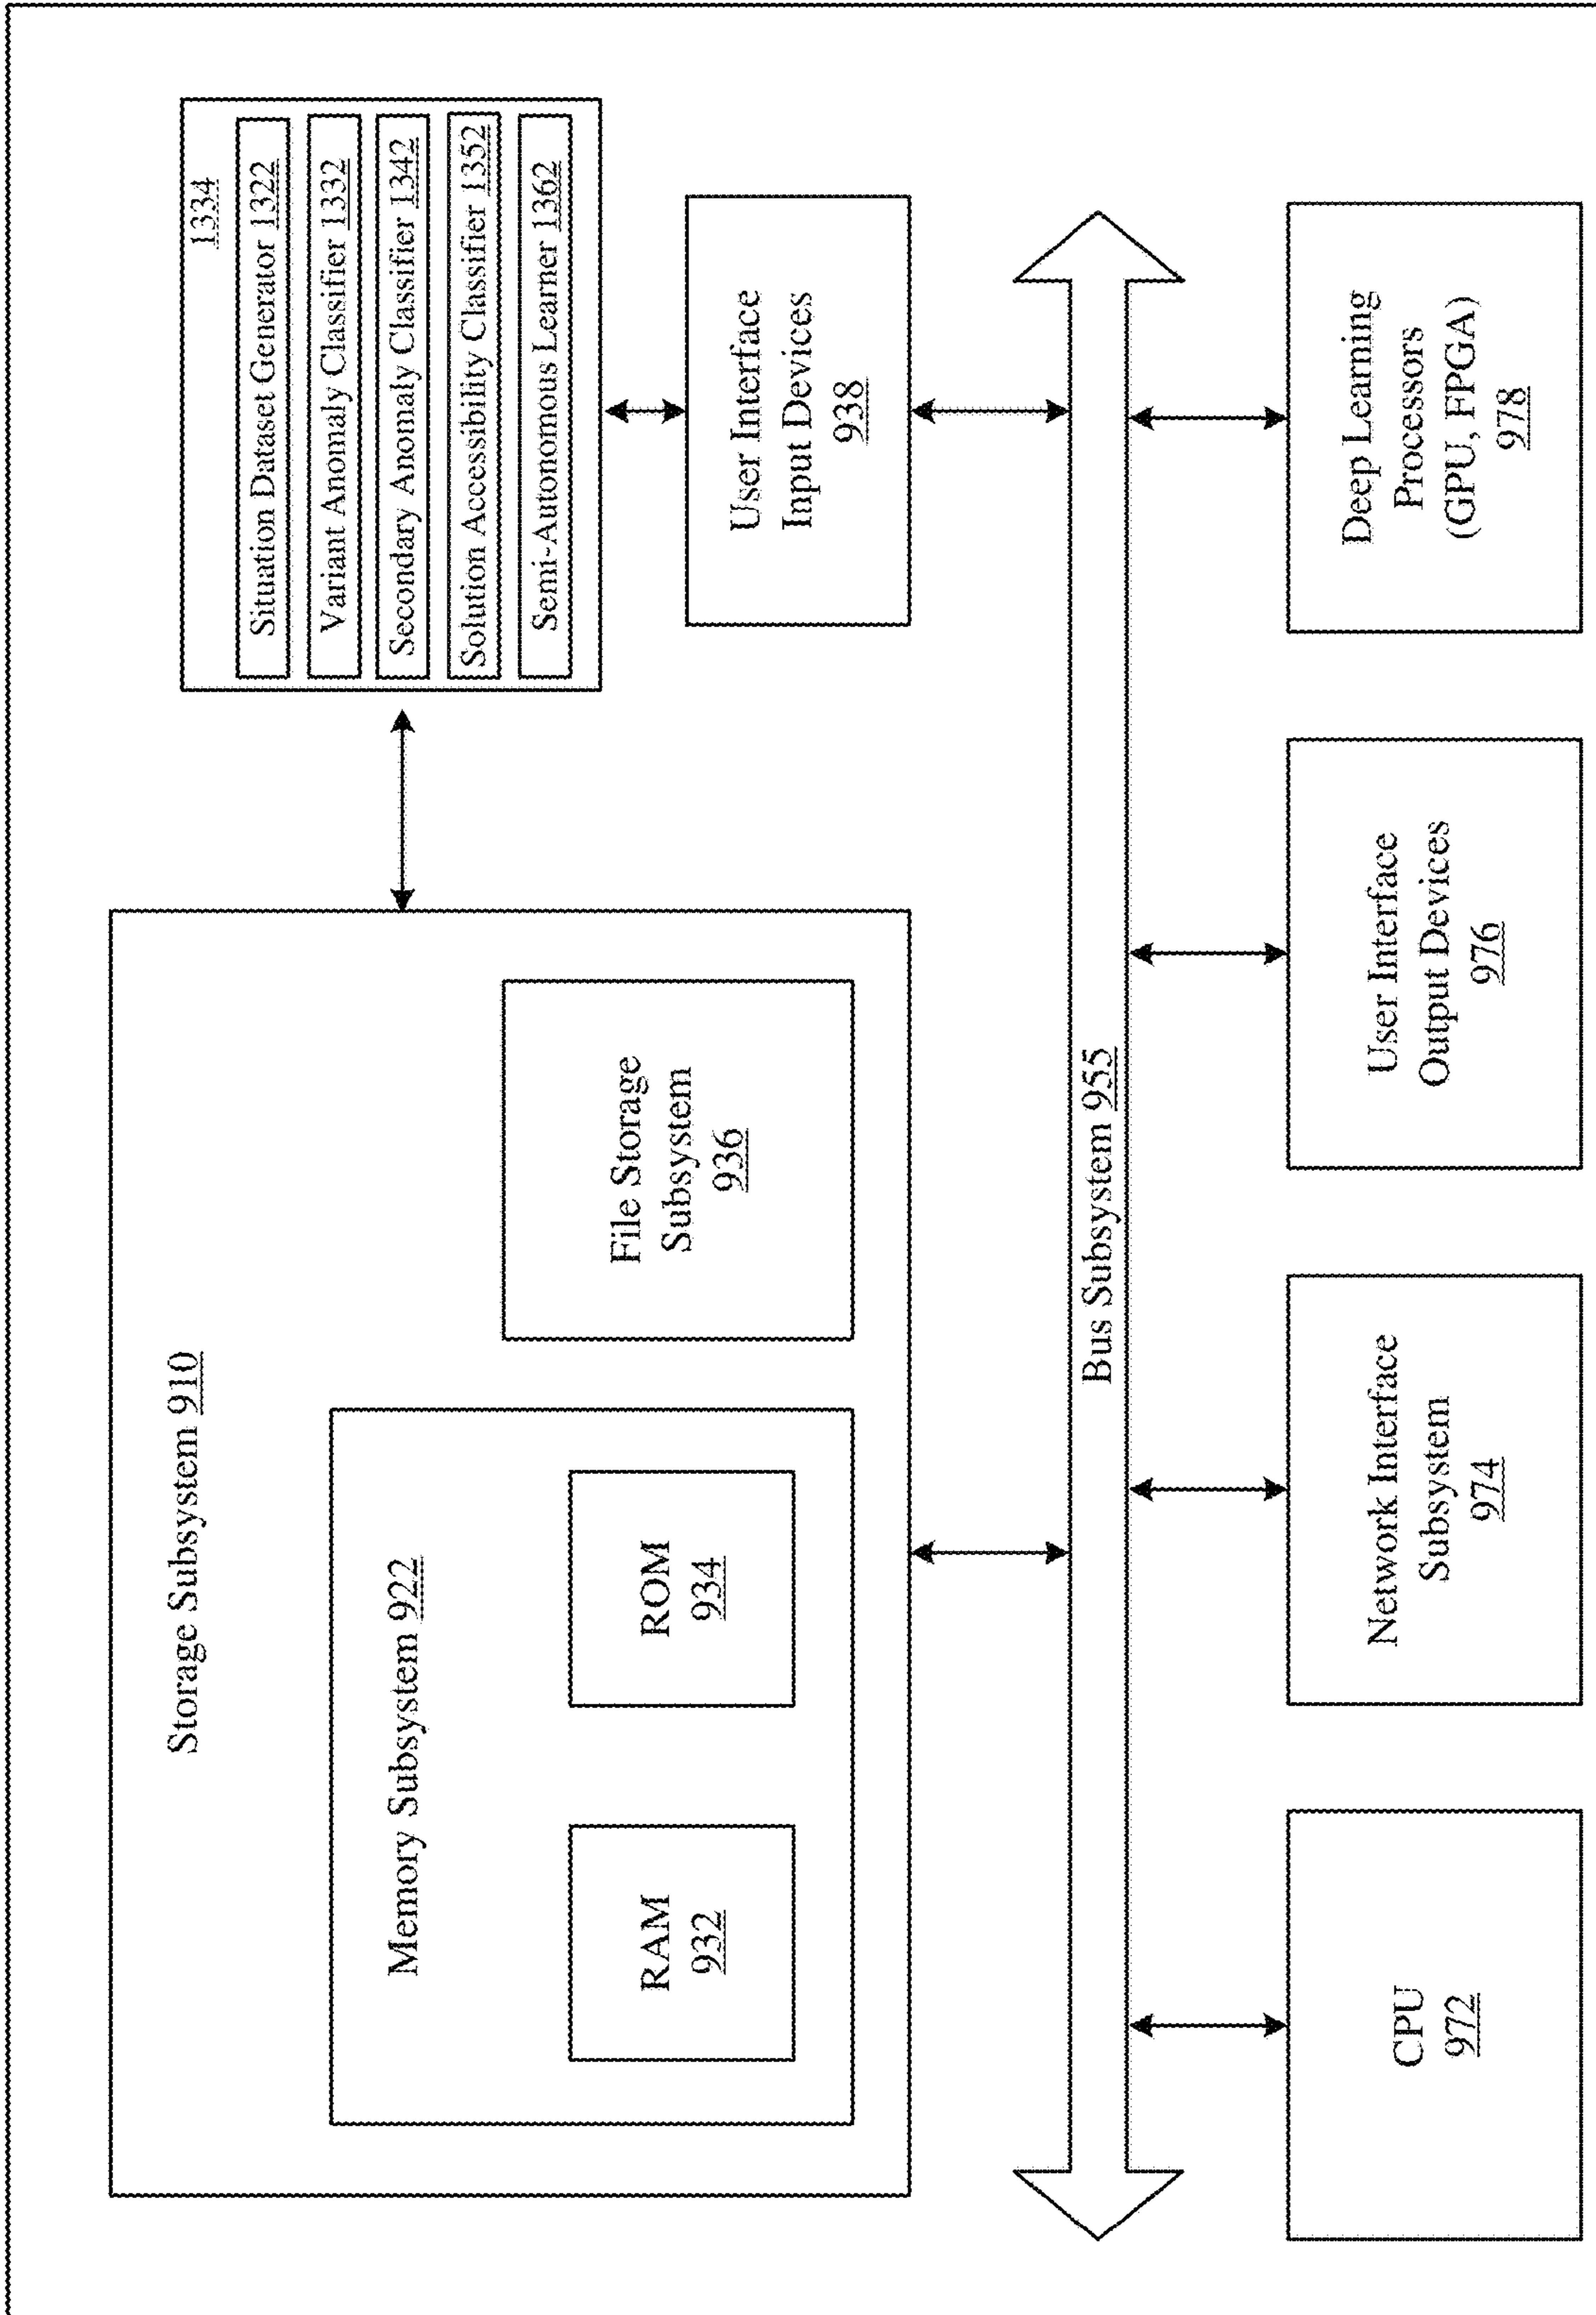 Storage Subsystem 910
Memory Subsystem 922
RAM
932
ROM
934
File Storage
Subsystem
936
1334
Situation Dataset Generator 1322
Variant Anomaly Classifier 1332
Secondary Anomaly Classifier 1342
Solution Accessibility Classifier 1352
Semi-Autonomous Learner 1362
User Interface
Input Devices
938
Bus Subsystem 955
CPU
972
Network Interface
Subsystem
974
User Interface
Output Devices
976
Deep Learning
Processors
(GPU, FPGA)
978